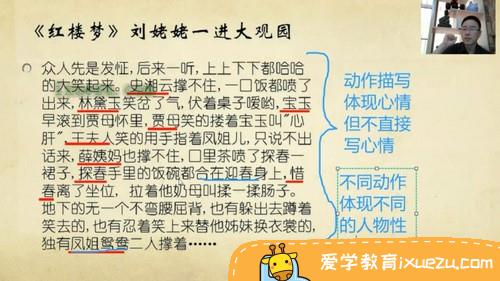 《红楼梦》刘姥姥一进大观园
众人先是发怔,后来一听,上上下下都哈哈
的大笑起来。史湘云撑不住,一口饭都喷了
出来,林黛玉笑岔了气,伏着桌子嗳哟,宝玉
早滚到贾母怀里,贾母笑的搂着宝玉叫"心
肝",王夫人笑的用手指着凤姐儿,只说不出
话来,薛姨妈也撑不住,口里茶喷了探春一
裙子,探春手里的饭碗都合在迎春身上,惜
春离了坐位,拉着他奶母叫揉一揉肠子。
地下的无一个不弯腰屈背,也有躲出去蹲着
笑去的,也有忍着笑上来替他姊妹换衣裳的,
独有凤姐鸳鸯二人撑着······
动作描写
体现心情
但不直接
写心情
不同动作
体现不同
的人物性
爱学教育ixuezu.com